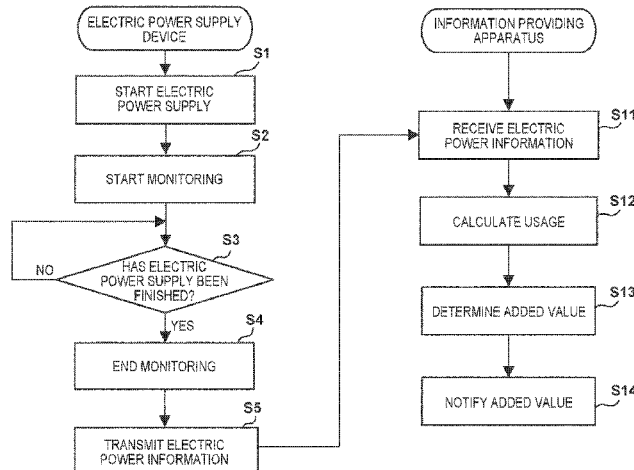 ELECTRIC POWER SUPPLY
DEVICE
S1
START ELECTRIC
POWER SUPPLY
S2
START MONITORING
S3
NO
HAS ELECTRIC
POWER SUPPLY BEEN
FINISHED?
YES
S4
END MONITORING
S5
TRANSMIT ELECTRIC
POWER INFORMATION
INFORMATION PROVIDING
APPARATUS
S11
RECEIVE ELECTRIC
POWER INFORMATION
S12
CALCULATE USAGE
S13
DETERMINE ADDED VALUE
S14
NOTIFY ADDED VALUE